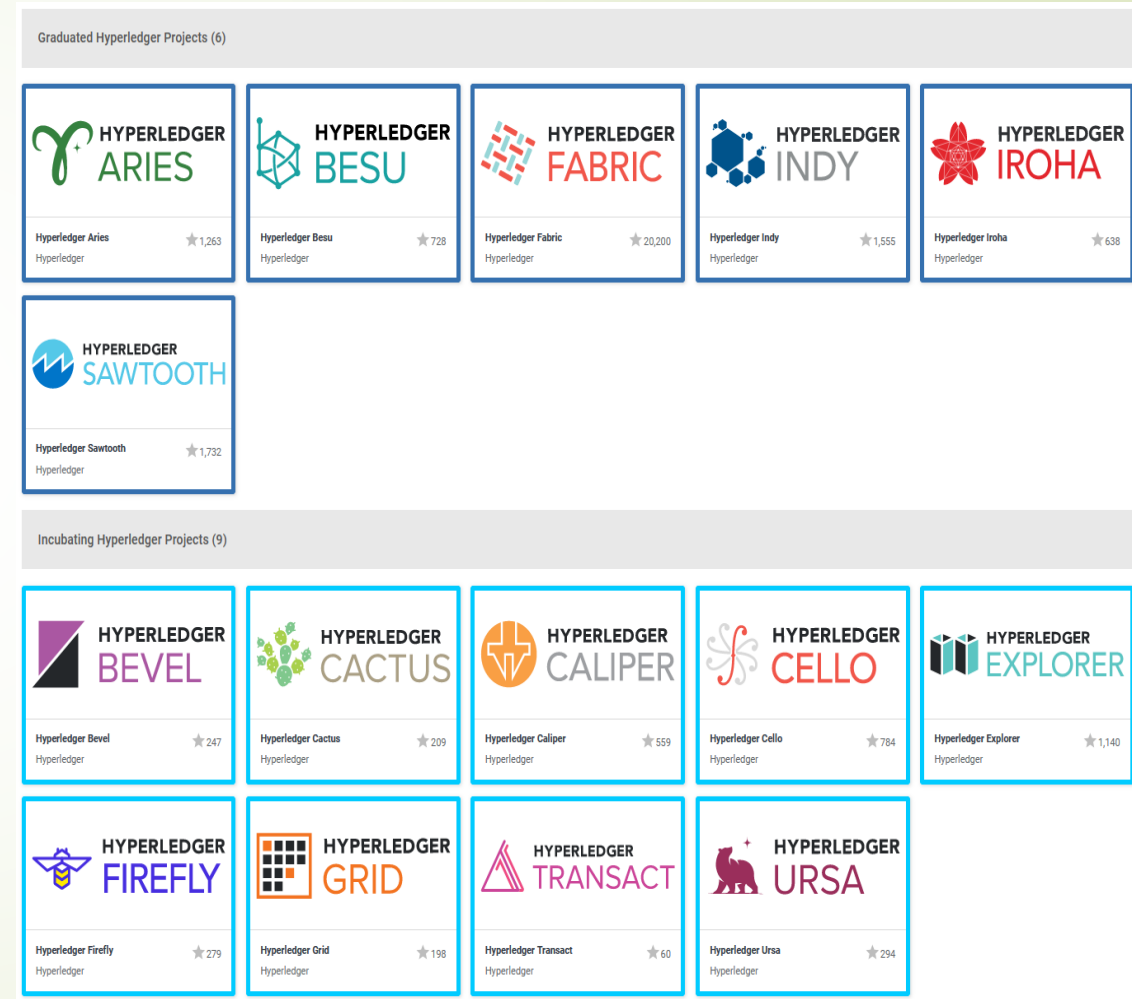 Graduated Hyperledger Projects (6)
HYPERLEDGER
ARIES
Hyperledger Aries 1,263
Hyperledger
HYPERLEDGER
BESU
Hyperledger Besu 728
Hyperledger
HYPERLEDGER
FABRIC
Hyperledger Fabric 20,200
Hyperledger
HYPERLEDGER
INDY
Hyperledger Indy 1,555
Hyperledger
HYPERLEDGER
IROHA
Hyperledger Iroha 638
Hyperledger
HYPERLEDGER
SAWTOOTH
Hyperledger Sawtooth 1,732
Hyperledger
Incubating Hyperledger Projects (9)
HYPERLEDGER
BEVEL
Hyperledger Bevel 247
Hyperledger
HYPERLEDGER
CACTUS
Hyperledger Cactus 209
Hyperledger
HYPERLEDGER
CALIPER
Hyperledger Caliper 559
Hyperledger
HYPERLEDGER
CELLO
Hyperledger Cello 784
Hyperledger
HYPERLEDGER
EXPLORER
Hyperledger Explorer 1,140
Hyperledger
HYPERLEDGER
FIREFLY
Hyperledger Firefly 279
Hyperledger
HYPERLEDGER
GRID
Hyperledger Grid 198
Hyperledger
HYPERLEDGER
TRANSACT
Hyperledger Transact 60
Hyperledger
HYPERLEDGER
URSA
Hyperledger Ursa 294
Hyperledger